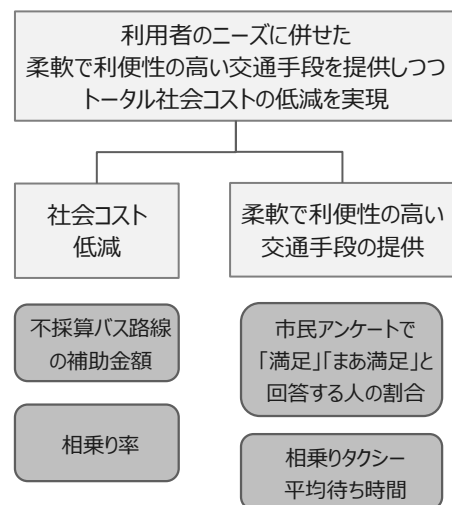 利用者のニーズに併せた
柔軟で利便性の高い交通手段を提供しつつ
トータル社会コストの低減を実現
社会コスト
低減
柔軟で利便性の高い
交通手段の提供
不採算バス路線
の補助金額
市民アンケートで
「満足」「まあ満足」と
回答する人の割合
相乗り率
相乗りタクシー
平均待ち時間